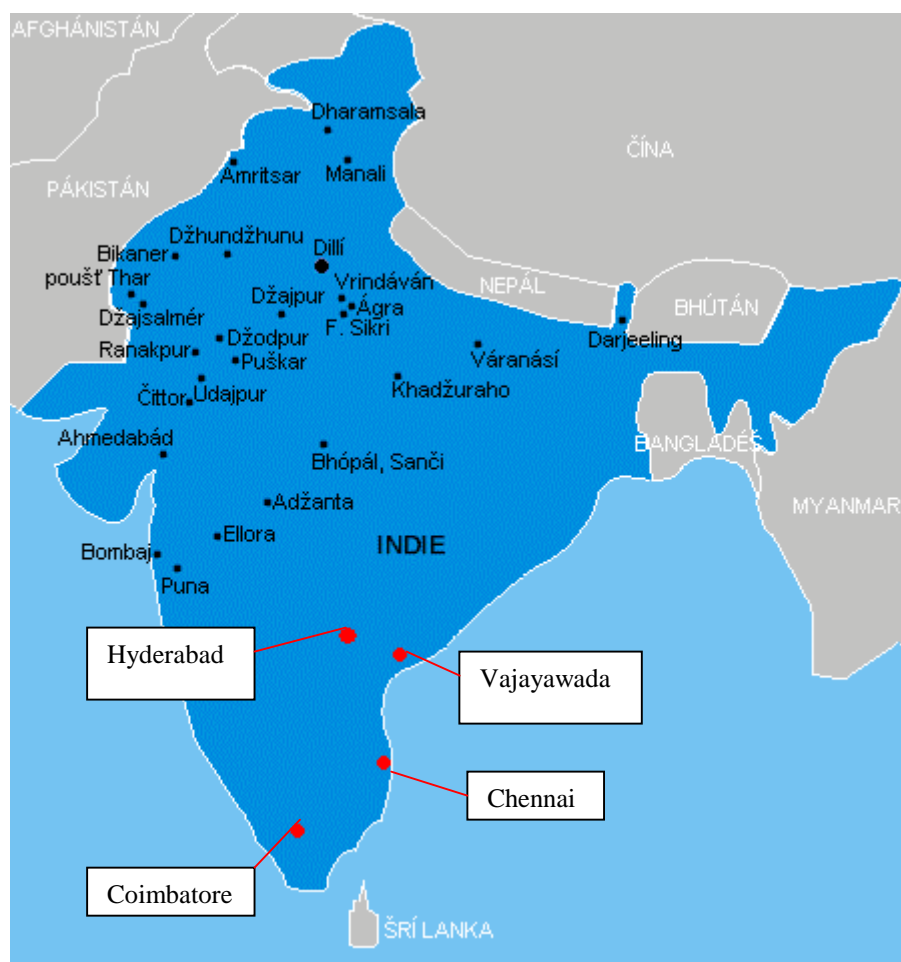 AFGHÁNISTÁN
Dharamsala
ČÍNA
Amritsar
Manali
PÁKISTÁN
Džhundžhunu
Bikaner
Dillí
poušť Thar
Vrindáván
NEPÁL
Džajpur
Ágra
BHÚTÁN
Džajsalmér
F. Sikri
Džodpur
Darjeeling
Ranakpur
Puškar
Váranásí
Khadžuraho
Čittor
Udajpur
Ahmedabád
Bhópál, Sanči
BANGLADÉŠ
Adžanta
MYANMAR
Ellora
INDIE
Bombaj
Puna
Hyderabad
Vajayawada
Chennai
Coimbatore
ŠRÍ LANKA